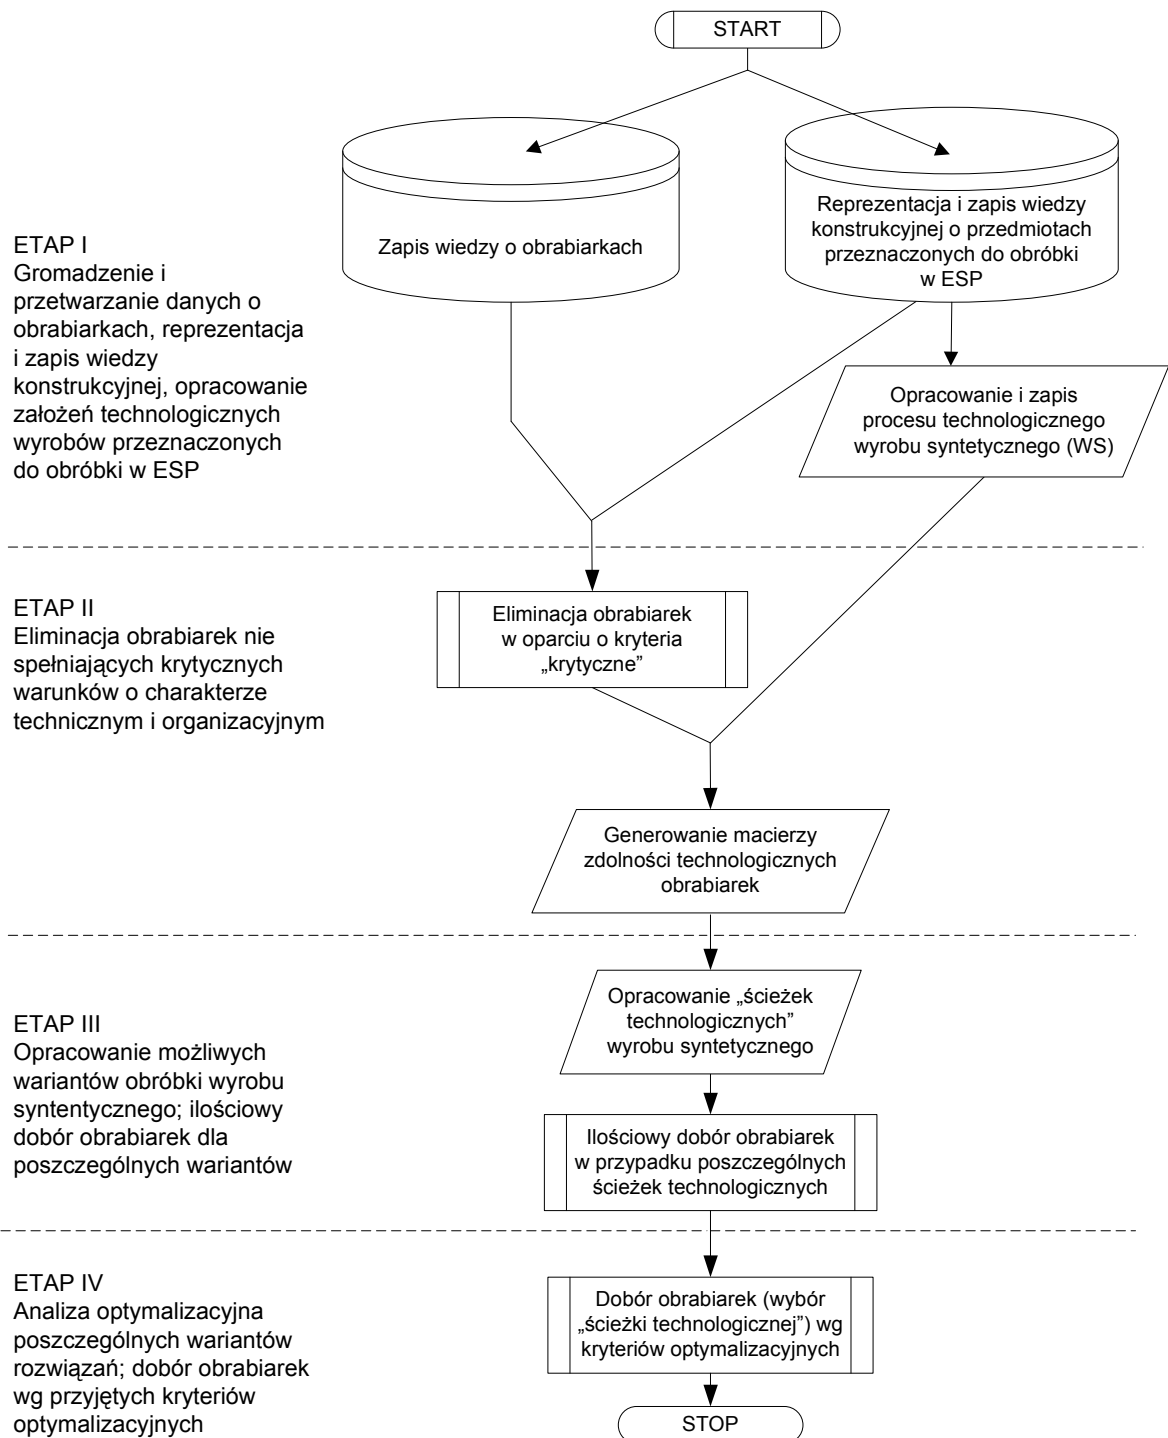 START
Zapis wiedzy o obrabiarkach
Reprezentacja i zapis wiedzy
konstrukcyjnej o przedmiotach
przeznaczonych do obróbki
w ESP
ETAP I
Gromadzenie i
przetwarzanie danych o
obrabiarkach, reprezentacja
i zapis wiedzy
konstrukcyjnej, opracowanie
założeń technologicznych
wyrobów przeznaczonych
do obróbki w ESP
Opracowanie i zapis
procesu technologicznego
wyrobu syntetycznego (WS)
ETAP II
Eliminacja obrabiarek nie
spełniających krytycznych
warunków o charakterze
technicznym i organizacyjnym
Eliminacja obrabiarek
w oparciu o kryteria
„krytyczne”
Generowanie macierzy
zdolności technologicznych
obrabiarek
ETAP III
Opracowanie możliwych
wariantów obróbki wyrobu
syntentycznego; ilościowy
dobór obrabiarek dla
poszczególnych wariantów
Opracowanie „ścieżek
technologicznych”
wyrobu syntetycznego
Ilościowy dobór obrabiarek
w przypadku poszczególnych
ścieżek technologicznych
ETAP IV
Analiza optymalizacyjna
poszczególnych wariantów
rozwiązań; dobór obrabiarek
wg przyjętych kryteriów
optymalizacyjnych
Dobór obrabiarek (wybór
„ścieżki technologicznej”) wg
kryteriów optymalizacyjnych
STOP